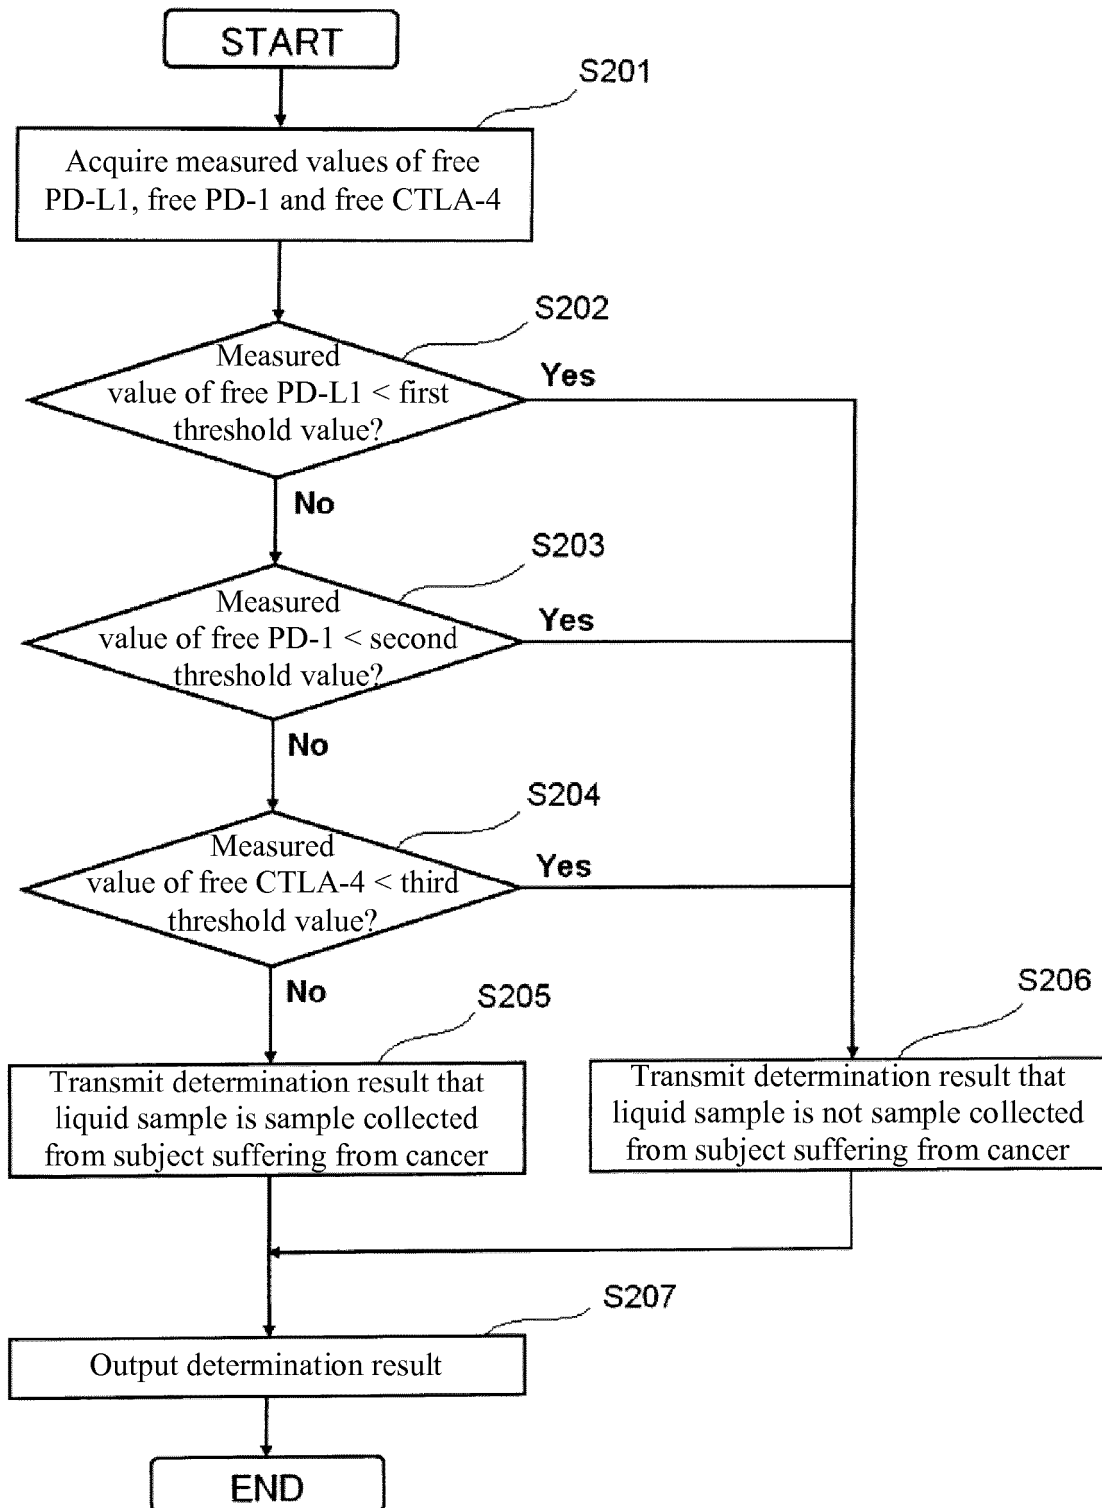 START
S201
Acquire measured values of free
PD-L1, free PD-1 and free CTLA-4
S202
Measured
value of free PD-L1 < first
threshold value?
Yes
No
S203
Measured
value of free PD-1 < second
threshold value?
Yes
No
S204
Measured
value of free CTLA-4 < third
threshold value?
Yes
No
S205
Transmit determination result that
liquid sample is sample collected
from subject suffering from cancer
S206
Transmit determination result that
liquid sample is not sample collected
from subject suffering from cancer
S207
Output determination result
END